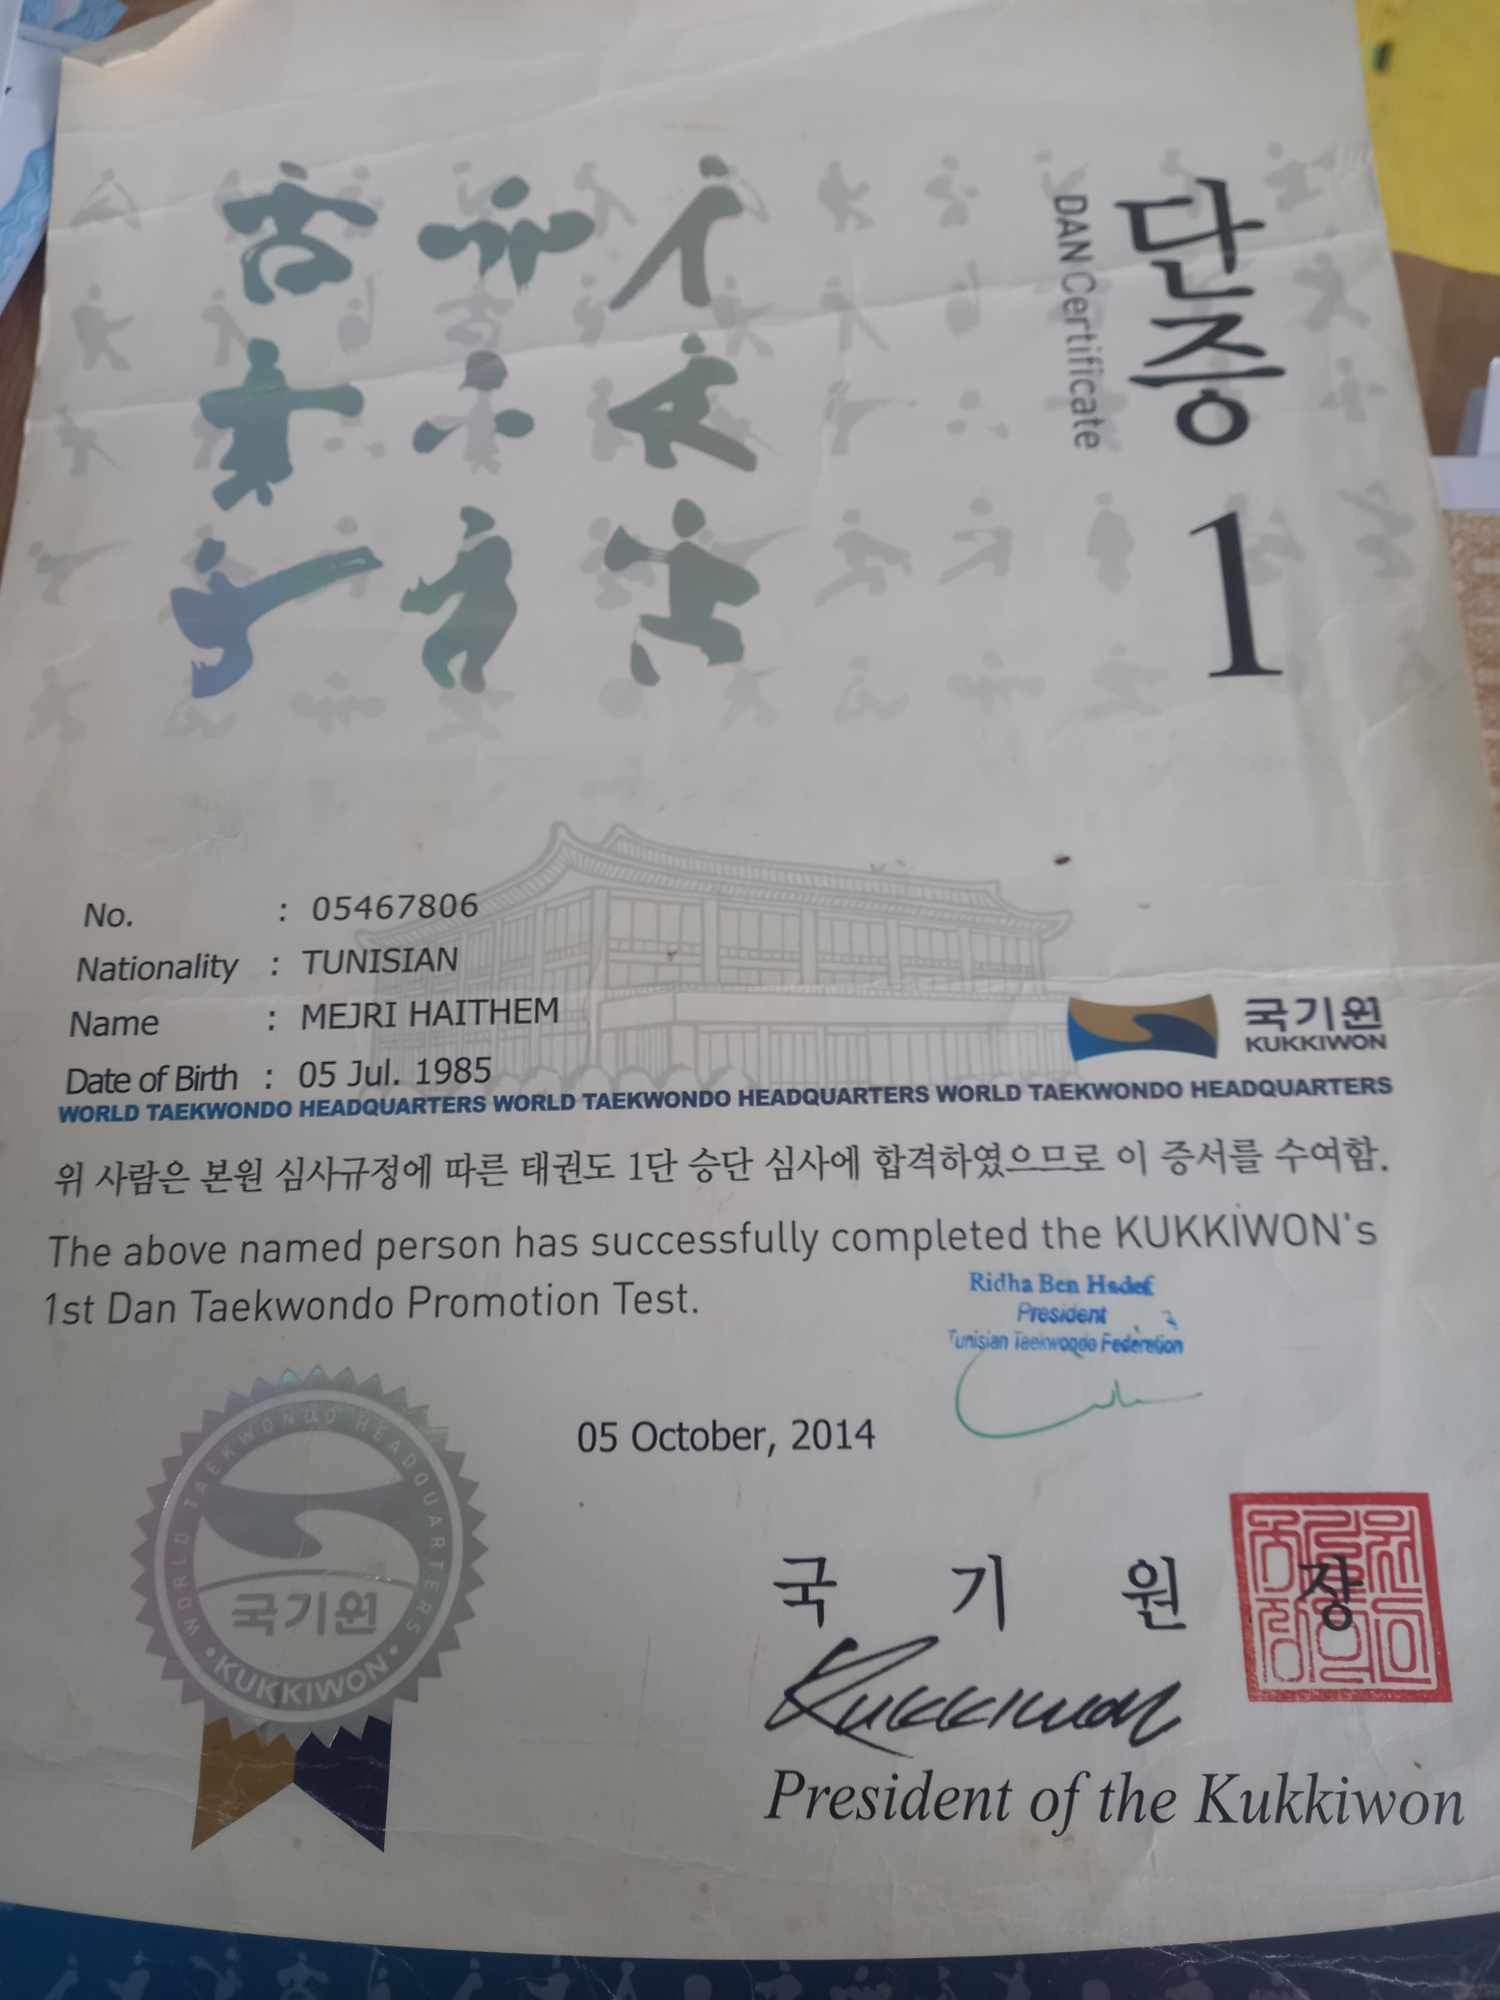 단증
DAN Certificate
1
No. : 05467806
Nationality : TUNISIAN
Name : MEJRI HAITHEM
Date of Birth : 05 Jul. 1985
국기원
KUKKIWON
WORLD TAEKWONDO HEADQUARTERS WORLD TAEKWONDO HEADQUARTERS WORLD TAEKWONDO HEADQUARTERS
위 사람은 본원 심사규정에 따른 태권도 1단 승단 심사에 합격하였으므로 이 증서를 수여함.
The above named person has successfully completed the KUKKIWON's
1st Dan Taekwondo Promotion Test.
Ridha Ben
President
Tunisian Taekwondo Federation
05 October, 2014
WORLD TAEKWONDO HEADQUARTERS
국기원
KUKKIWON
국 기 원 장
Kukkiwon
President of the Kukkiwon